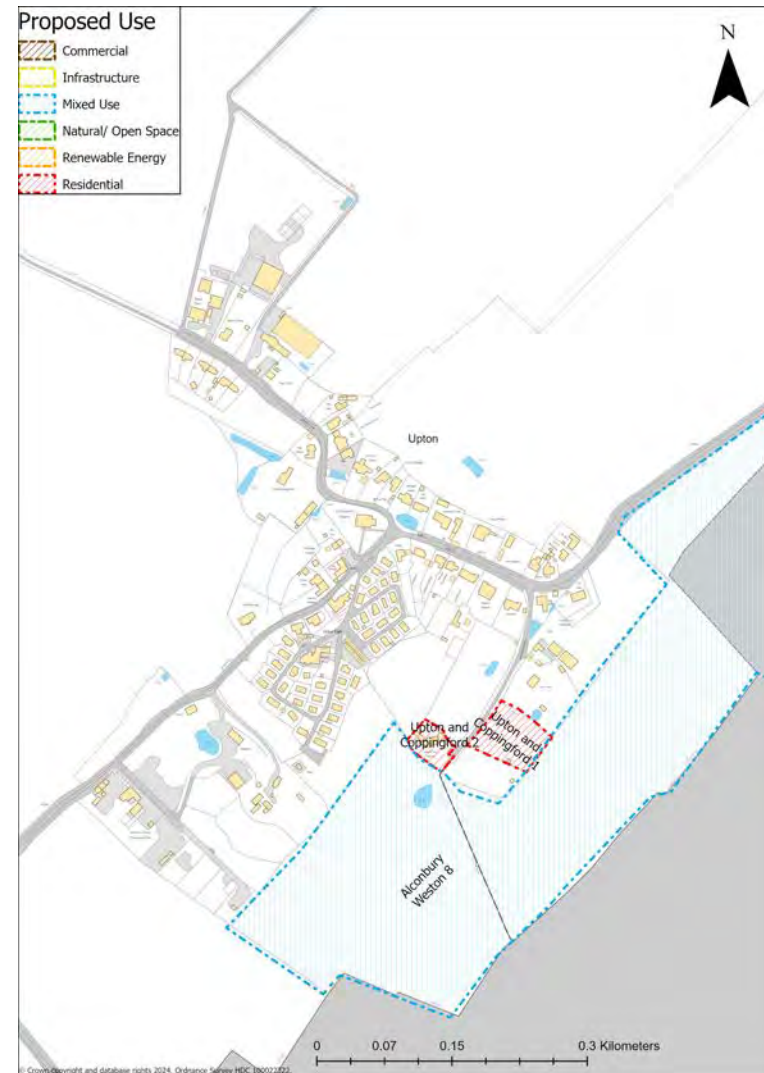 Proposed Use
Commercial
Infrastructure
Mixed Use
Natural/ Open Space
Renewable Energy
Residential
N
Upton
Upton and
Coppingford 2
Upton and
Coppingford 1
Alconbury
Weston 8
0 0.07 0.15 0.3 Kilometers
© Crown copyright and database rights 2024. Ordnance Survey HDC 100022322